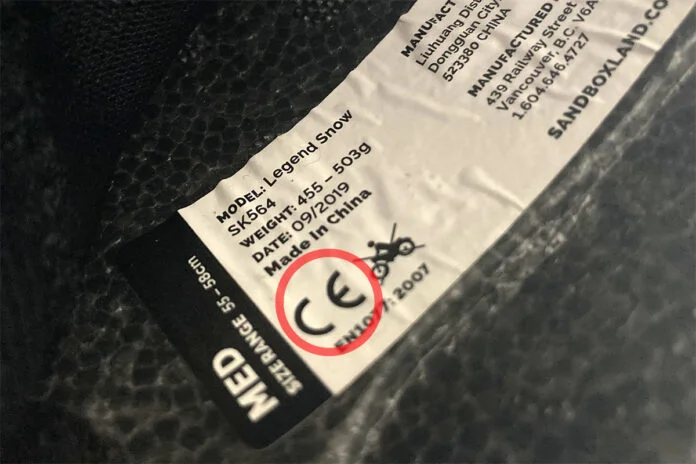 MANUFACT
Liuhuang Distri
Dongguan City,
523380 CHINA
MANUFACTURED
439 Railway Street
Vancouver, B.C. V6A
1.604.646.4727
SANDBOXLAND.CO
MODEL: Legend Snow
SK564
WEIGHT: 455 – 503g
DATE: 09/2019
Made In China
CE
EN1077: 2007
MED
SIZE RANGE 55 - 58cm